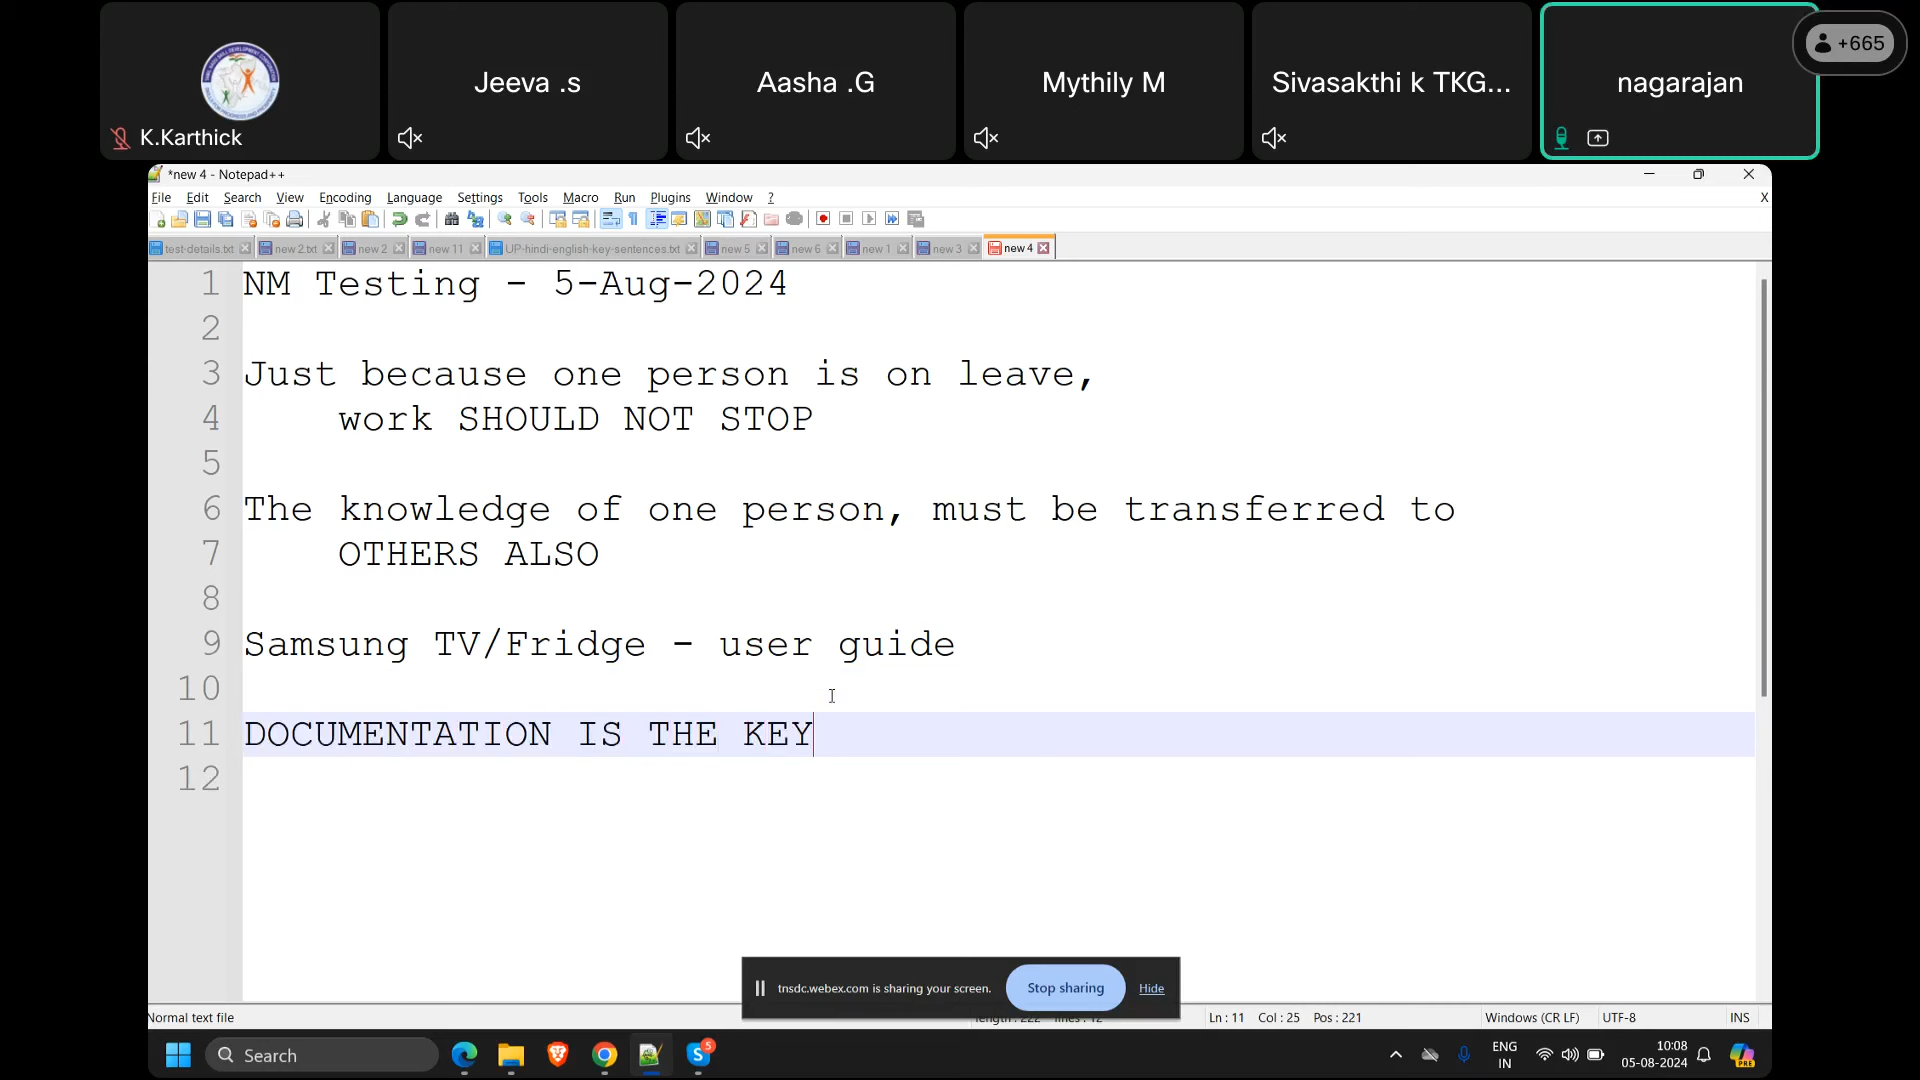 K.Karthick
Jeeva .s
Aasha .G
Mythily M
Sivasakthi k TKG...
nagarajan
+665
*new 4 - Notepad++
File Edit Search View Encoding Language Settings Tools Macro Run Plugins Window ? X
test-details.txt new 2.txt new 2 new 11 UP-hindi-english-key-sentences.txt new 5 new 6 new 1 new 3 new 4
1 NM Testing - 5-Aug-2024
2
3 Just because one person is on leave,
4 work SHOULD NOT STOP
5
6 The knowledge of one person, must be transferred to
7 OTHERS ALSO
8
9 Samsung TV/Fridge - user guide
10
11 DOCUMENTATION IS THE KEY
12
tnsdc.webex.com is sharing your screen. Stop sharing Hide
Normal text file length : 222 lines : 12 Ln : 11 Col : 25 Pos : 221 Windows (CR LF) UTF-8 INS
Search
S 5
ENG
IN
10:08
05-08-2024
PRE